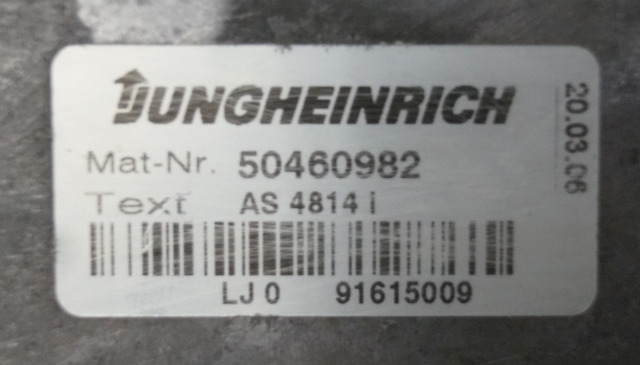 JUNGHEINRICH
Mat-Nr. 50460982
Text AS 4814 i
LJ 0 91615009
20.03.06